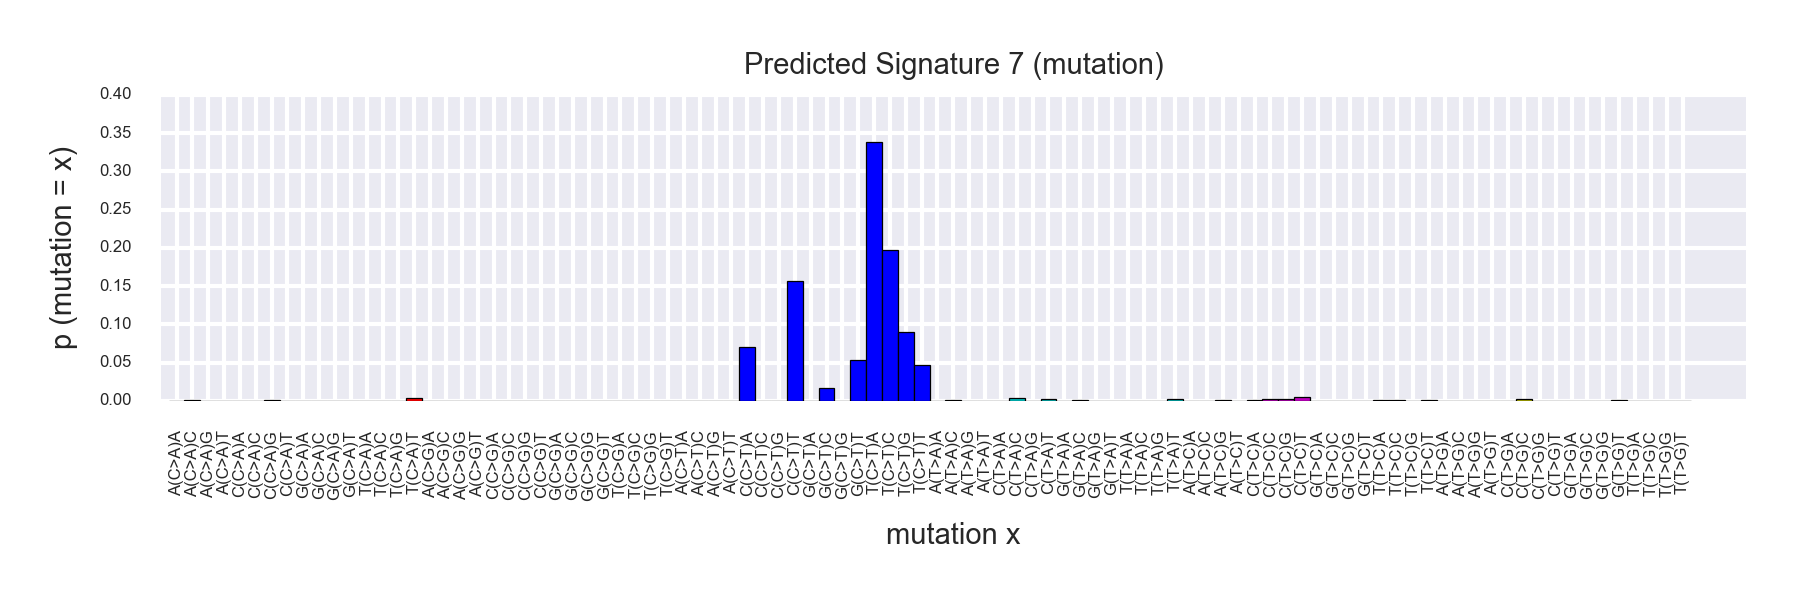 Predicted Signature 7 (mutation)
0.40
0.35
0.30
0.25
0.20
0.15
0.10
0.05
0.00
p (mutation = x)
A(C>A)A
A(C>A)C
A(C>A)G
A(C>A)T
C(C>A)A
C(C>A)C
C(C>A)G
C(C>A)T
G(C>A)A
G(C>A)C
G(C>A)G
G(C>A)T
T(C>A)A
T(C>A)C
T(C>A)G
T(C>A)T
A(C>G)A
A(C>G)C
A(C>G)G
A(C>G)T
C(C>G)A
C(C>G)C
C(C>G)G
C(C>G)T
G(C>G)A
G(C>G)C
G(C>G)G
G(C>G)T
T(C>G)A
T(C>G)C
T(C>G)G
T(C>G)T
A(C>T)A
A(C>T)C
A(C>T)G
A(C>T)T
C(C>T)A
C(C>T)C
C(C>T)G
C(C>T)T
G(C>T)A
G(C>T)C
G(C>T)G
G(C>T)T
T(C>T)A
T(C>T)C
T(C>T)G
T(C>T)T
A(T>A)A
A(T>A)C
A(T>A)G
A(T>A)T
C(T>A)A
C(T>A)C
C(T>A)G
C(T>A)T
G(T>A)A
G(T>A)C
G(T>A)G
G(T>A)T
T(T>A)A
T(T>A)C
T(T>A)G
T(T>A)T
A(T>C)A
A(T>C)C
A(T>C)G
A(T>C)T
C(T>C)A
C(T>C)C
C(T>C)G
C(T>C)T
G(T>C)A
G(T>C)C
G(T>C)G
G(T>C)T
T(T>C)A
T(T>C)C
T(T>C)G
T(T>C)T
A(T>G)A
A(T>G)C
A(T>G)G
A(T>G)T
C(T>G)A
C(T>G)C
C(T>G)G
C(T>G)T
G(T>G)A
G(T>G)C
G(T>G)G
G(T>G)T
T(T>G)A
T(T>G)C
T(T>G)G
T(T>G)T
mutation x